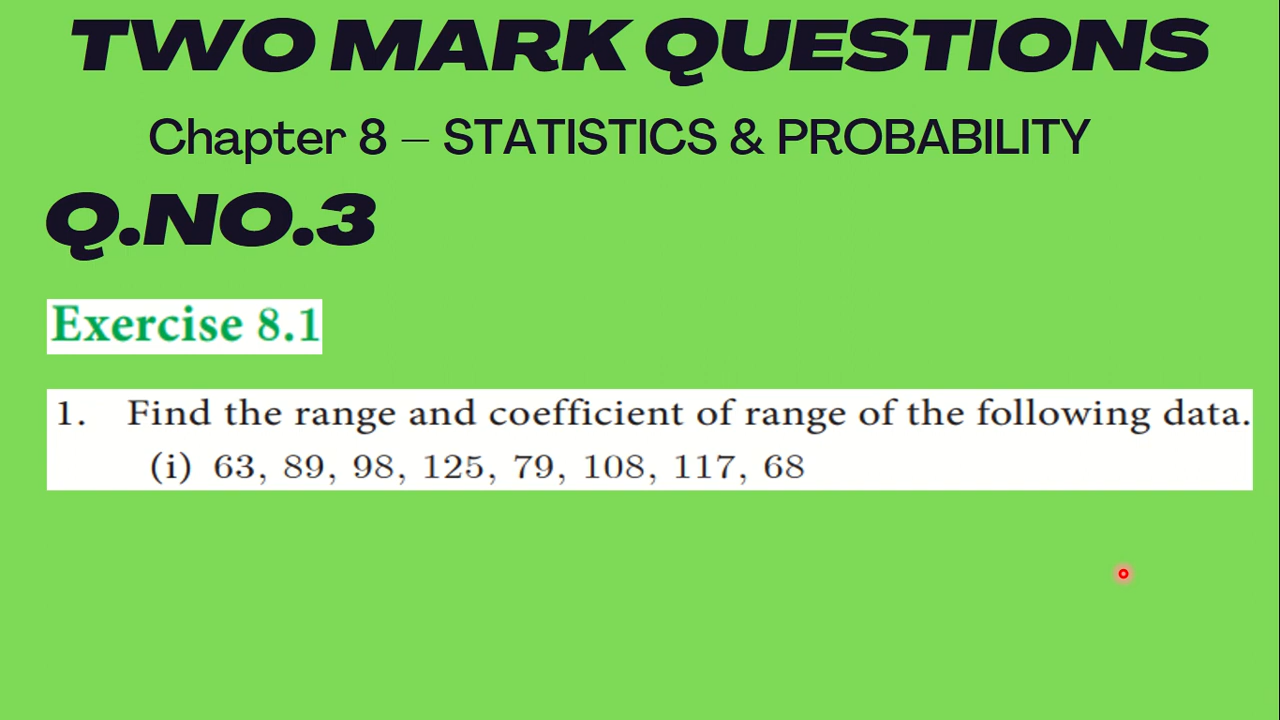 TWO MARK QUESTIONS
Chapter 8 – STATISTICS & PROBABILITY
Q.NO.3
Exercise 8.1
1. Find the range and coefficient of range of the following data.
(i) 63, 89, 98, 125, 79, 108, 117, 68